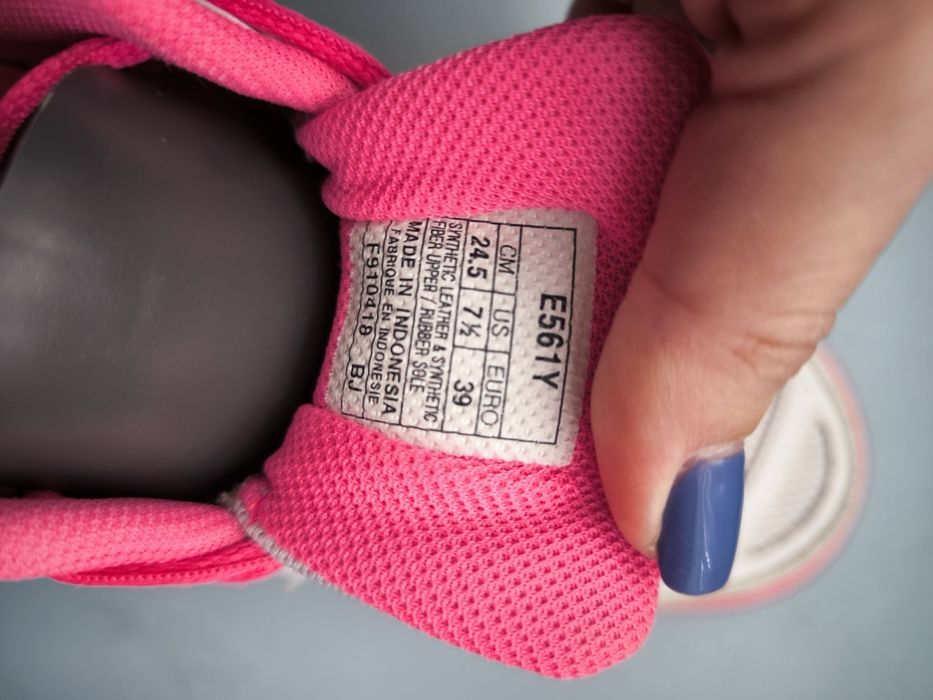 E561Y
CM US EURO
24.5 7½ 39
SYNTHETIC LEATHER & SYNTHETIC
FIBER UPPER / RUBBER SOLE
MADE IN INDONESIA
FABRIQUE EN INDONESIE
F910418 BJ